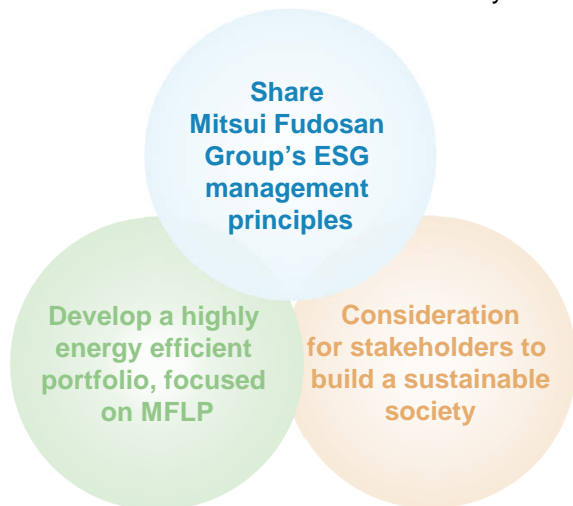 Share
Mitsui Fudosan
Group's ESG
management
principles
Develop a highly
energy efficient
portfolio, focused
on MFLP
Consideration
for stakeholders to
build a sustainable
society